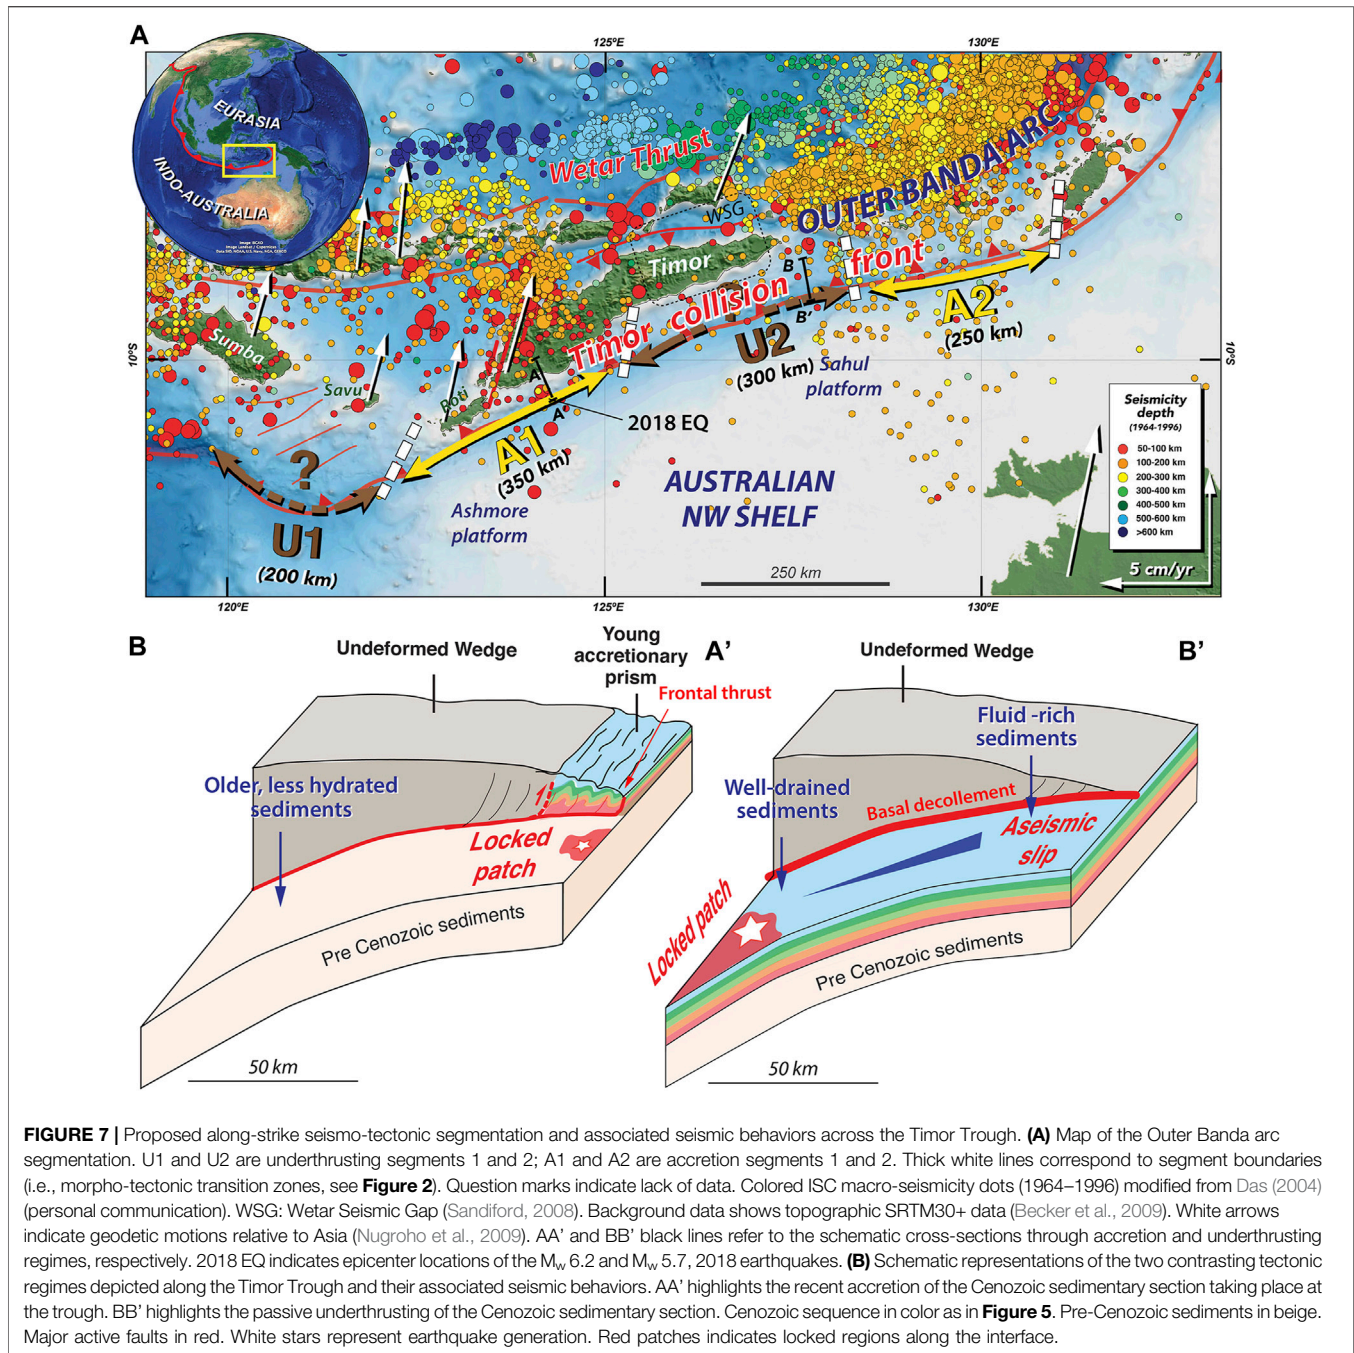 A
125ºE
130ºE
EURASIA
INDO-AUSTRALIA
Wetar Thrust
OUTER BANDA ARC
WSG
Timor
B
B'
front
Timor collision
A2
(250 km)
U2
(300 km)
Sahul
platform
10ºS
10ºS
Sumba
Savu
Roti
A
A'
2018 EQ
A1
(350 km)
?
?
U1
(200 km)
Ashmore
platform
AUSTRALIAN
NW SHELF
250 km
Seismicity
depth
(1964-1996)
50-100 km
100-200 km
200-300 km
300-400 km
400-500 km
500-600 km
>600 km
5 cm/yr
120ºE
125ºE
130ºE
B
Undeformed Wedge
Young
accretionary
prism
A’
Frontal thrust
Older, less hydrated
sediments
Locked
patch
Pre Cenozoic sediments
50 km
Undeformed Wedge
B’
Fluid -rich
sediments
Well-drained
sediments
Basal decollement
Aseismic
slip
Locked patch
Pre Cenozoic sediments
50 km
FIGURE 7 | Proposed along-strike seismo-tectonic segmentation and associated seismic behaviors across the Timor Trough. (A) Map of the Outer Banda arc
segmentation. U1 and U2 are underthrusting segments 1 and 2; A1 and A2 are accretion segments 1 and 2. Thick white lines correspond to segment boundaries
(i.e., morpho-tectonic transition zones, see Figure 2). Question marks indicate lack of data. Colored ISC macro-seismicity dots (1964–1996) modified from Das (2004)
(personal communication). WSG: Wetar Seismic Gap (Sandiford, 2008). Background data shows topographic SRTM30+ data (Becker et al., 2009). White arrows
indicate geodetic motions relative to Asia (Nugroho et al., 2009). AA’ and BB’ black lines refer to the schematic cross-sections through accretion and underthrusting
regimes, respectively. 2018 EQ indicates epicenter locations of the Mw 6.2 and Mw 5.7, 2018 earthquakes. (B) Schematic representations of the two contrasting tectonic
regimes depicted along the Timor Trough and their associated seismic behaviors. AA’ highlights the recent accretion of the Cenozoic sedimentary section taking place at
the trough. BB’ highlights the passive underthrusting of the Cenozoic sedimentary section. Cenozoic sequence in color as in Figure 5. Pre-Cenozoic sediments in beige.
Major active faults in red. White stars represent earthquake generation. Red patches indicates locked regions along the interface.